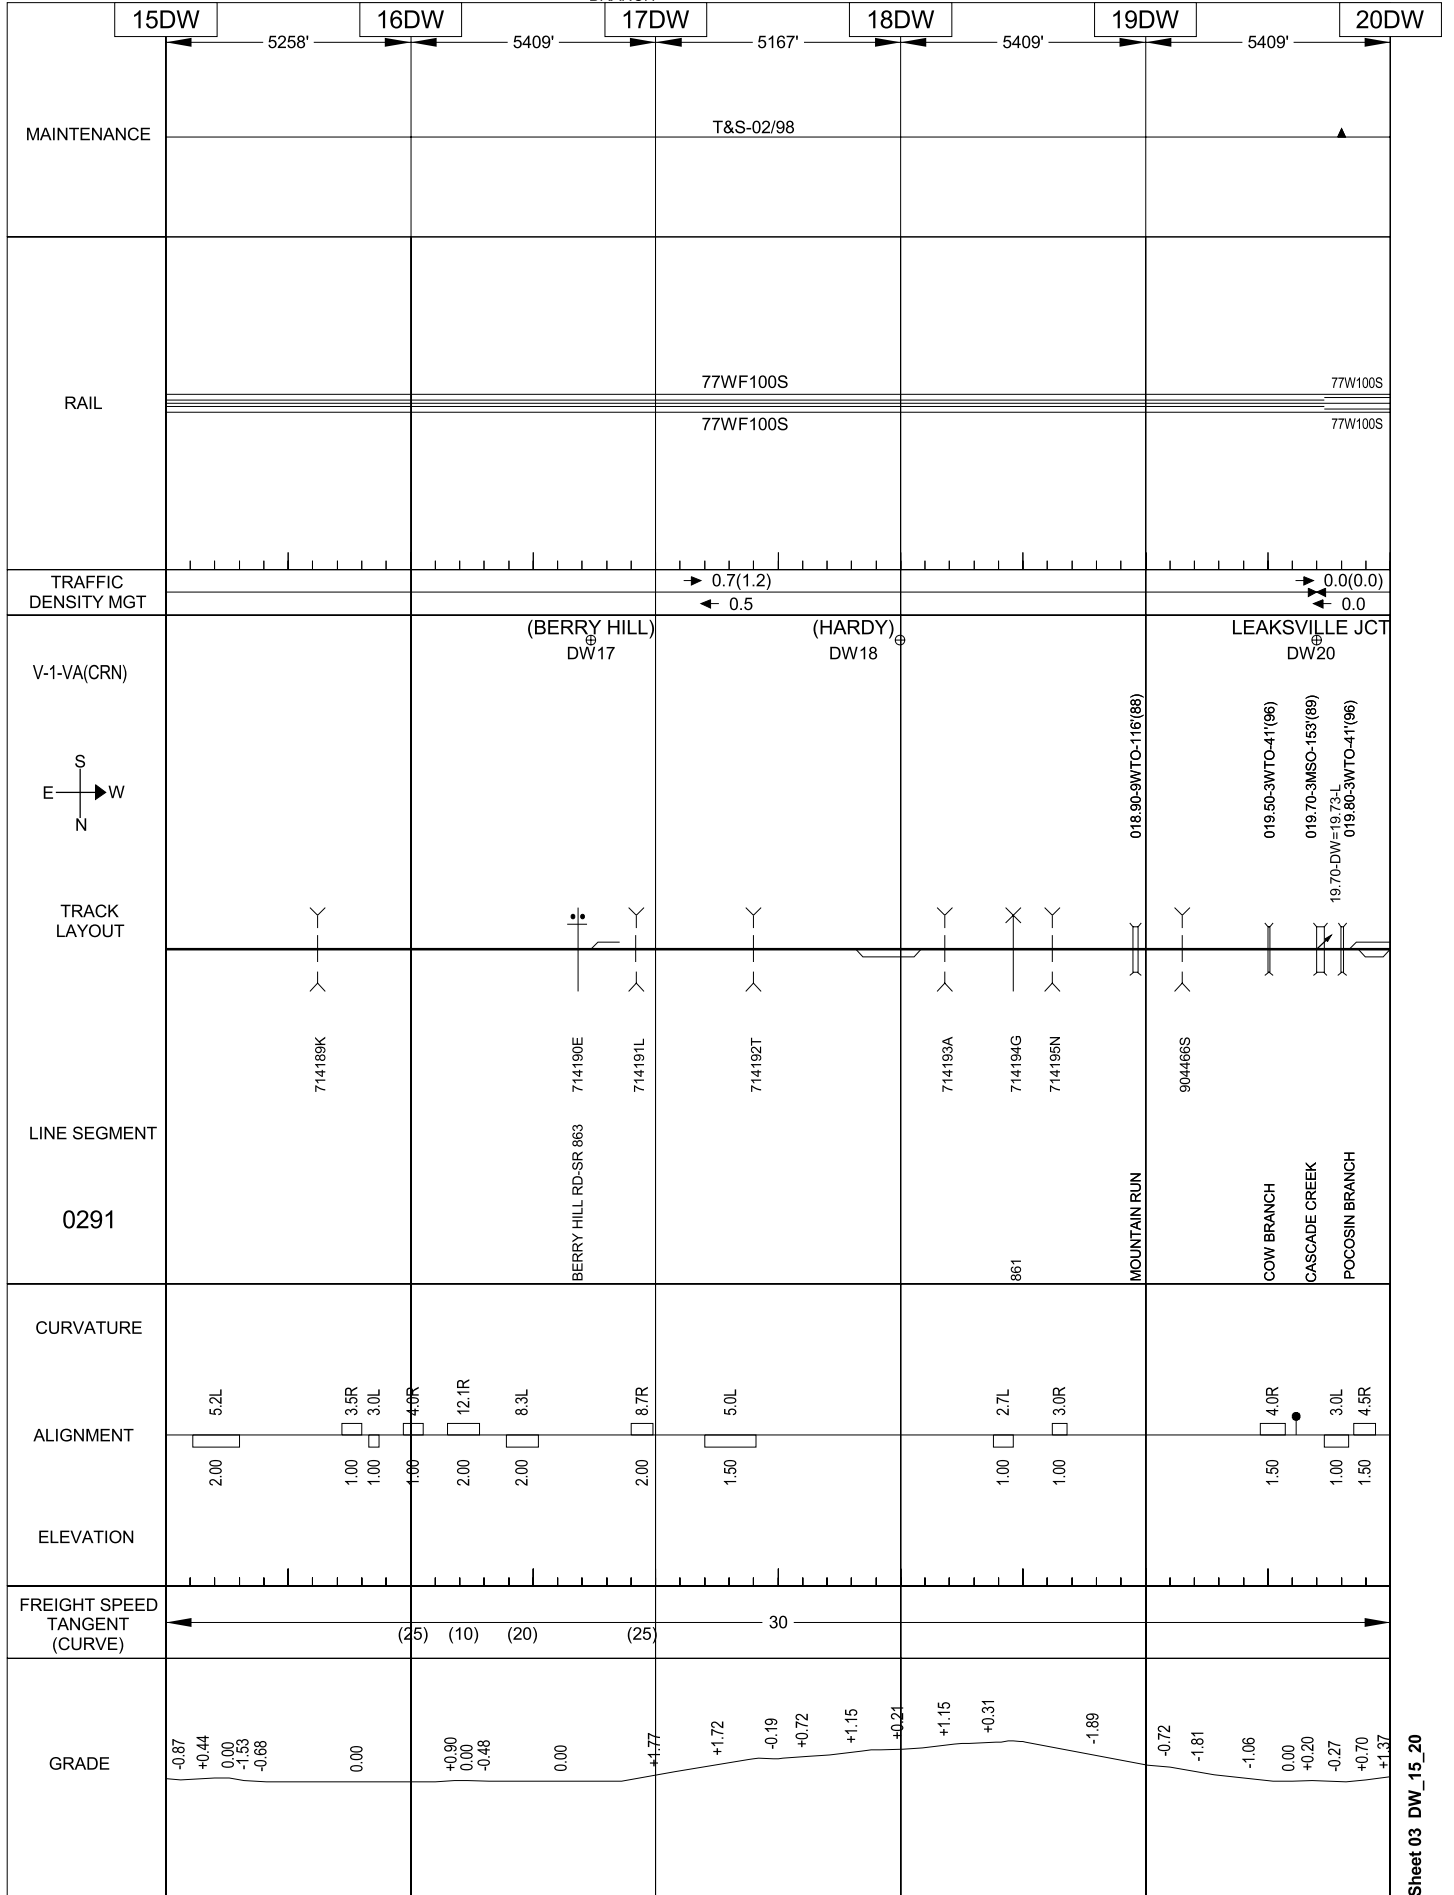 15DW 16DW 17DW 18DW 19DW 20DW
5258' 5409' 5167' 5409' 5409'
MAINTENANCE
T&S-02/98
RAIL
77WF100S 77W100S
77WF100S 77W100S
TRAFFIC
DENSITY MGT
0.7(1.2) 0.0(0.0)
0.5 0.0
(BERRY HILL) (HARDY) LEAKSVILLE JCT
DW17 DW18 DW20
V-1-VA(CRN)
018.90-9WTO-116'(88)
019.50-3WTO-41'(96)
019.70-3MSO-153'(89)
19.70-DW=19.73-L
019.80-3WTO-41'(96)
S
E W
N
TRACK
LAYOUT
714189K
714190E
714191L
714192T
714193A
714194G
714195N
904466S
LINE SEGMENT
0291
BERRY HILL RD-SR 863
861
MOUNTAIN RUN
COW BRANCH
CASCADE CREEK
POCOSIN BRANCH
CURVATURE
5.2L 3.5R 3.0L 4.0R 12.1R 8.3L 8.7R 5.0L 2.7L 3.0R 4.0R 3.0L 4.5R
ALIGNMENT
2.00 1.00 1.00 1.00 2.00 2.00 2.00 1.50 1.00 1.00 1.50 1.00 1.50
ELEVATION
FREIGHT SPEED
TANGENT
(CURVE)
30
(25) (10) (20) (25)
GRADE
-0.87 +0.44 0.00 -1.53 -0.68 0.00 +0.90 0.00 -0.48 0.00 +1.77 +1.72 -0.19 +0.72 +1.15 +0.21 +1.15 +0.31 -1.89 -0.72 -1.81 -1.06 0.00 +0.20 -0.27 +0.70 +1.37
Sheet 03 DW_15_20